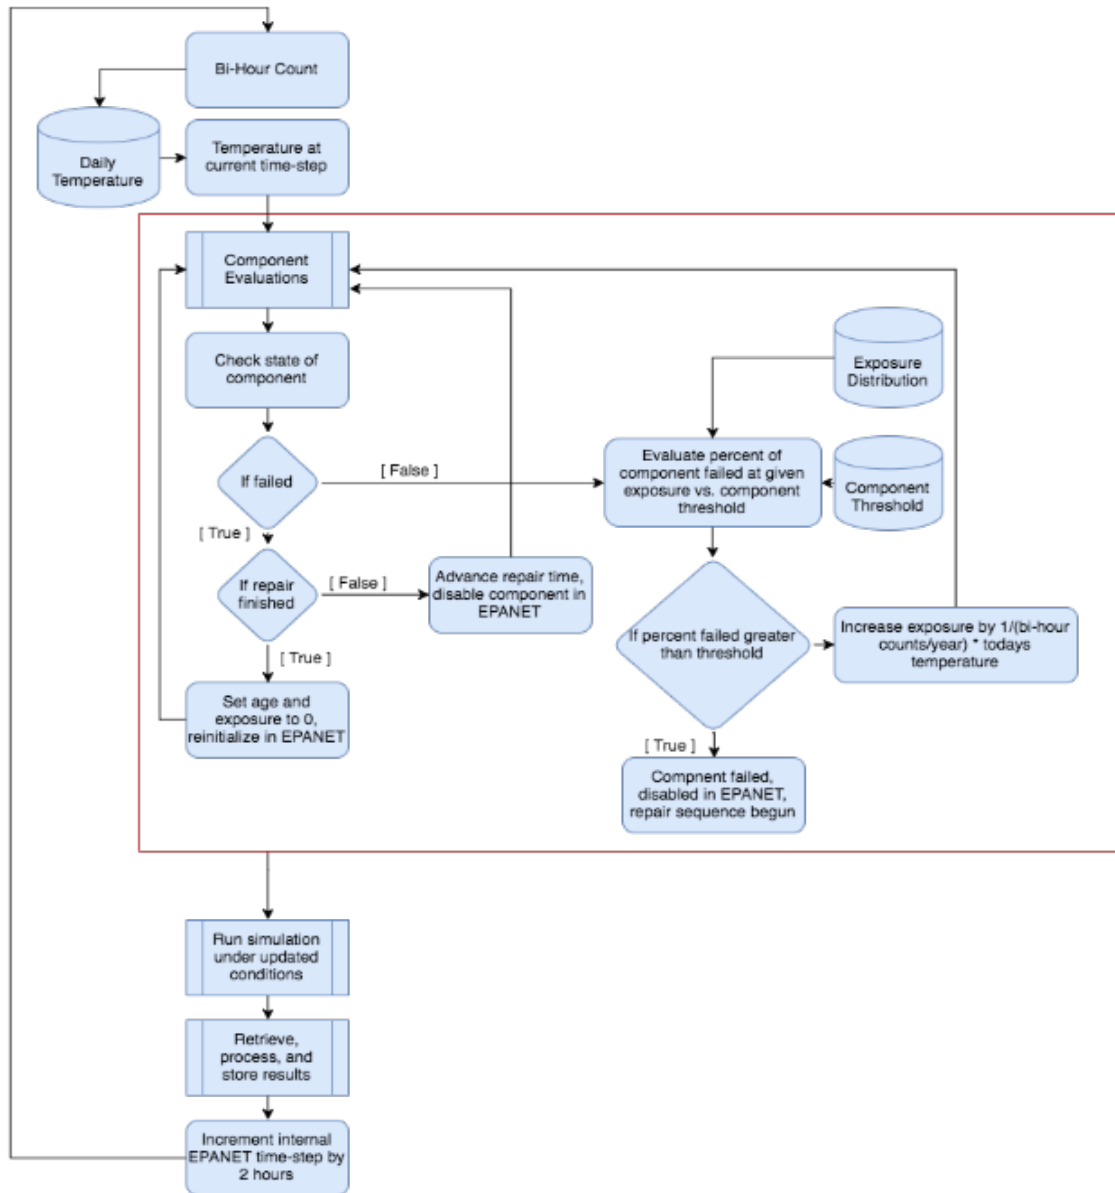 Bi-Hour Count
Daily
Temperature
Temperature at
current time-step
Component
Evaluations
Check state of
component
Exposure
Distribution
If failed
[ False ]
Evaluate percent of
component failed at given
exposure vs. component
threshold
Component
Threshold
[ True ]
If repair
finished
[ False ]
Advance repair time,
disable component in
EPANET
If percent failed greater
than threshold
Increase exposure by 1/(bi-hour
counts/year) * todays
temperature
[ True ]
Set age and
exposure to 0,
reinitialize in EPANET
[ True ]
Compnent failed,
disabled in EPANET,
repair sequence begun
Run simulation
under updated
conditions
Retrieve,
process, and
store results
Increment internal
EPANET time-step by
2 hours